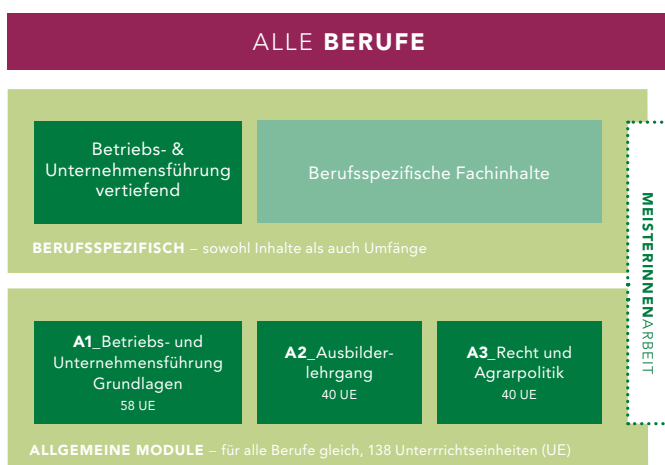 ALLE BERUFE
Betriebs- &
Unternehmensführung
vertiefend
Berufsspezifische Fachinhalte
BERUFSSPEZIFISCH – sowohl Inhalte als auch Umfänge
A1_Betriebs- und
Unternehmensführung
Grundlagen
58 UE
A2_Ausbilder-
lehrgang
40 UE
A3_Recht und
Agrarpolitik
40 UE
ALLGEMEINE MODULE – für alle Berufe gleich, 138 Unterrrichtseinheiten (UE)
MEISTERINNENARBEIT